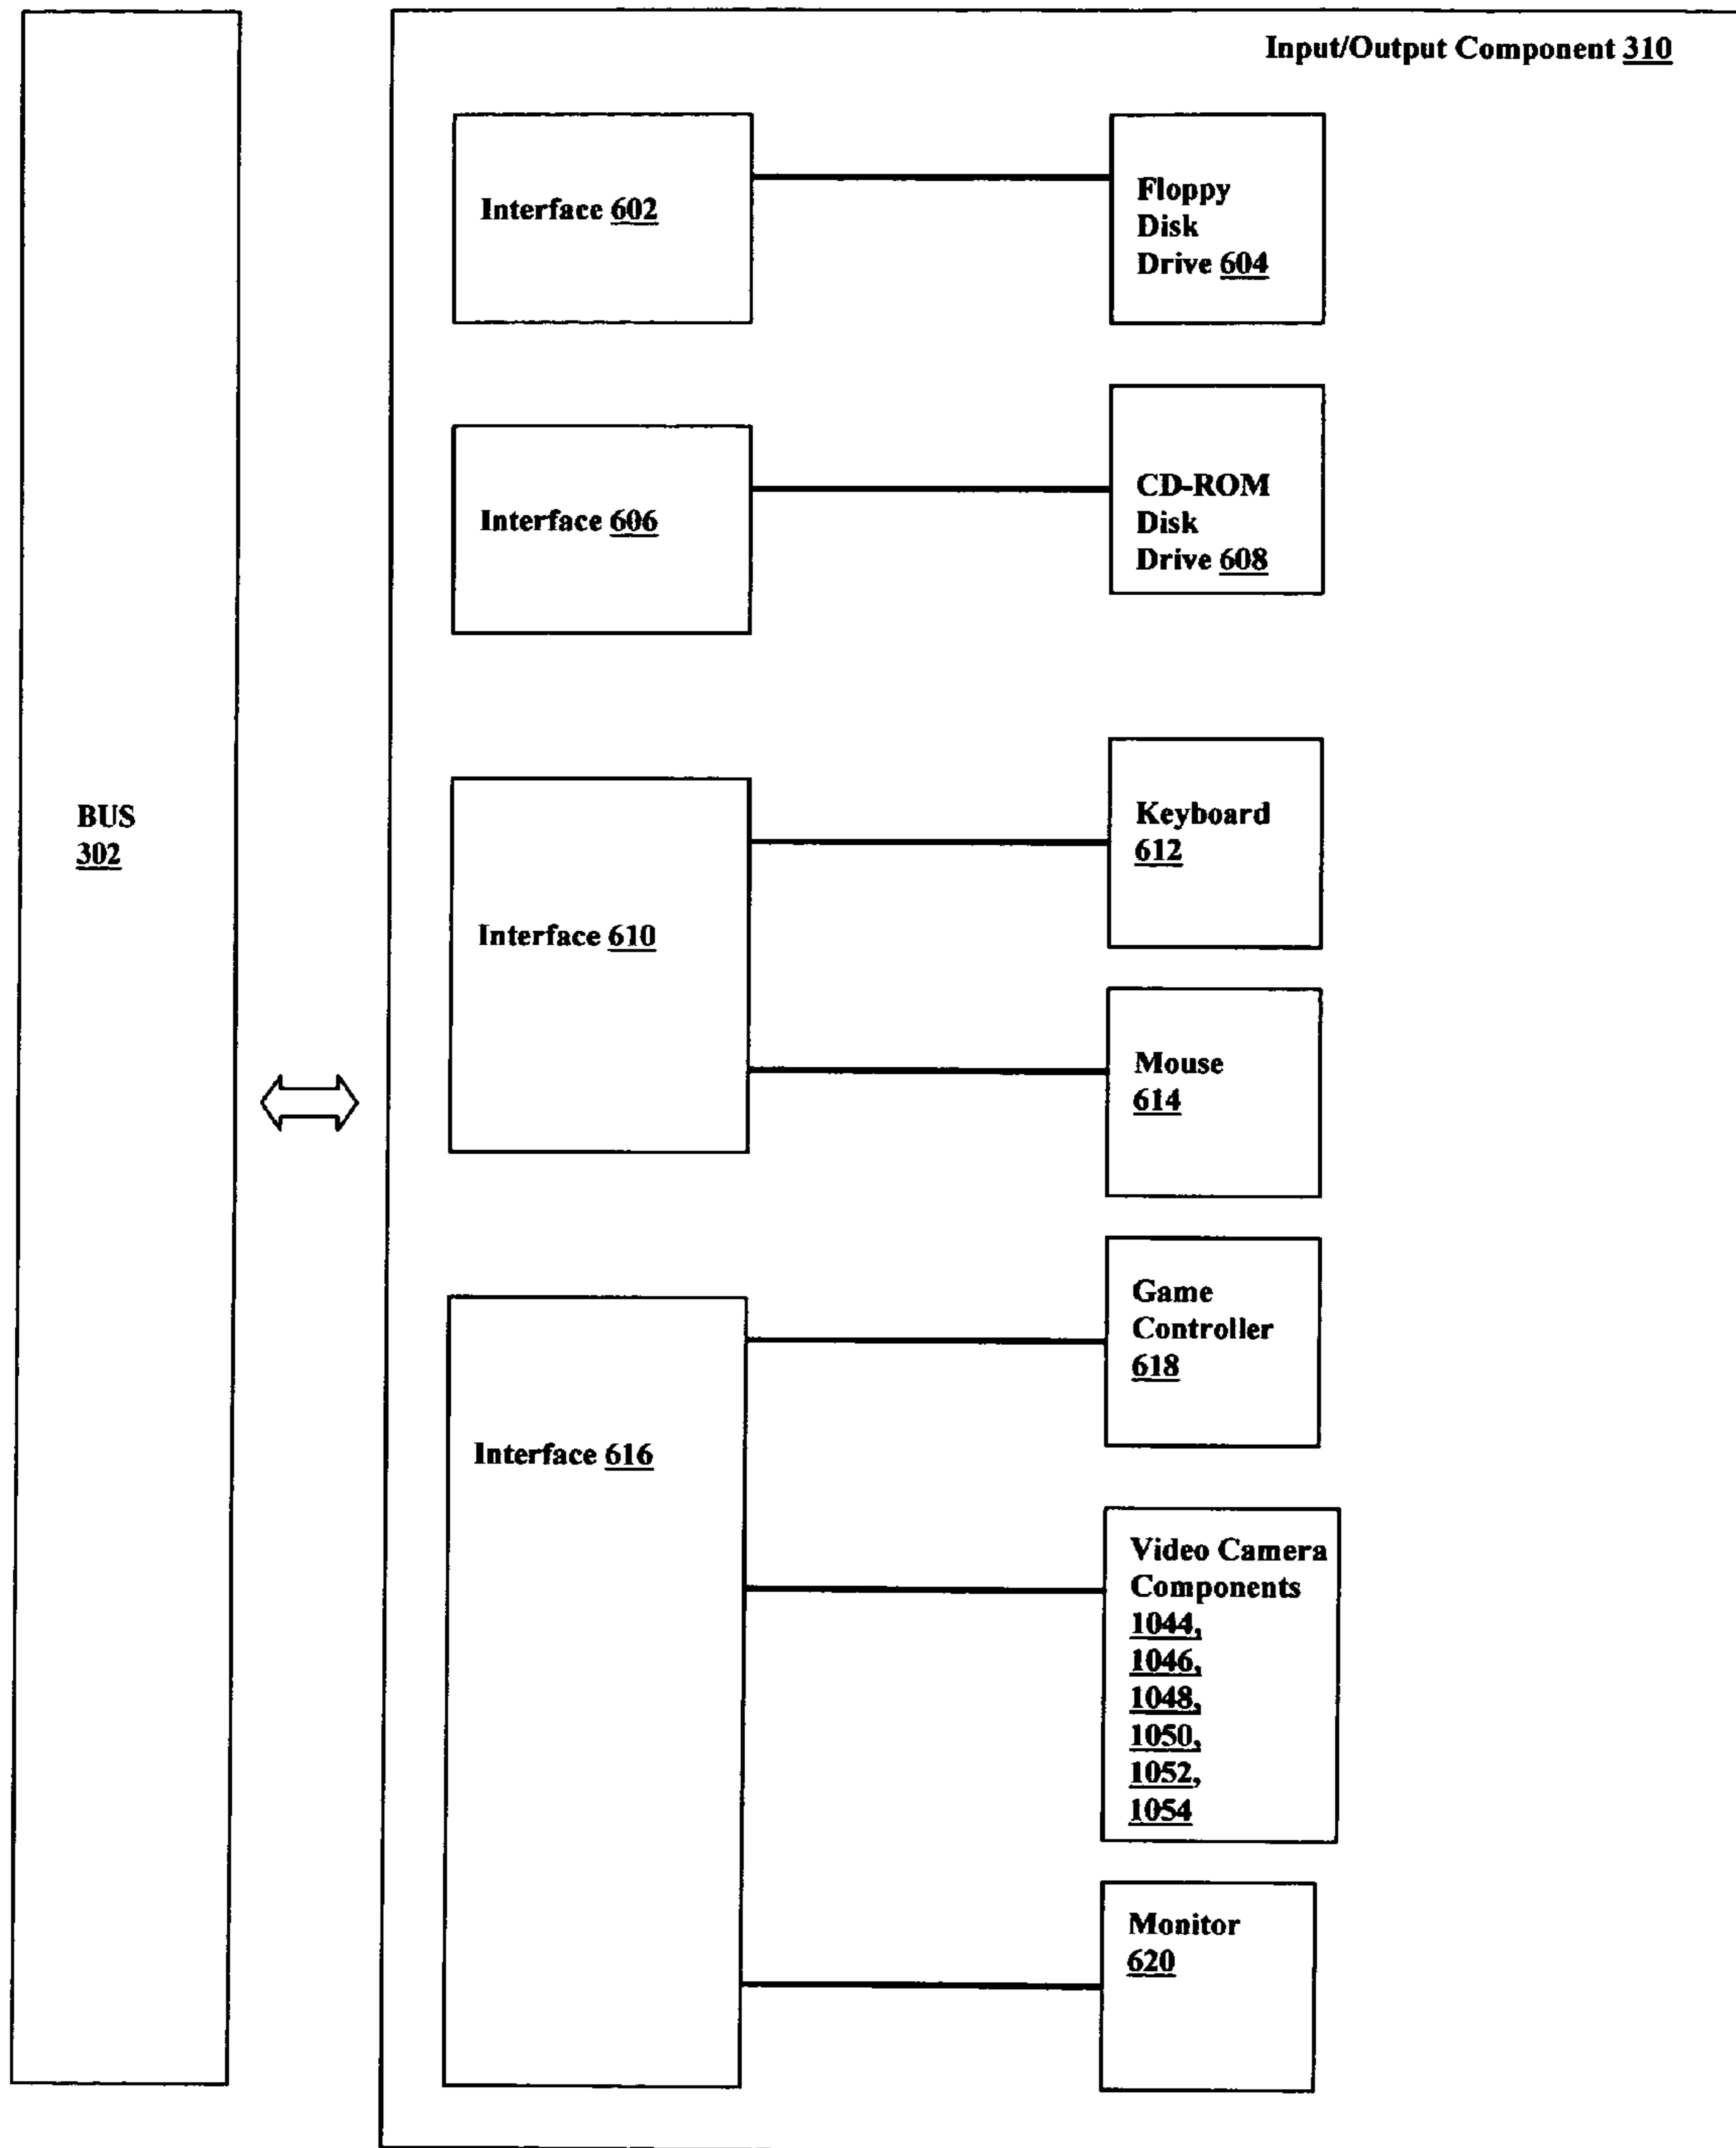 Input/Output Component 310
Interface 602
Floppy
Disk
Drive 604
Interface 606
CD-ROM
Disk
Drive 608
BUS
302
Interface 610
Keyboard
612
Mouse
614
Interface 616
Game
Controller
618
Video Camera
Components
1044,
1046,
1048,
1050,
1052,
1054
Monitor
620